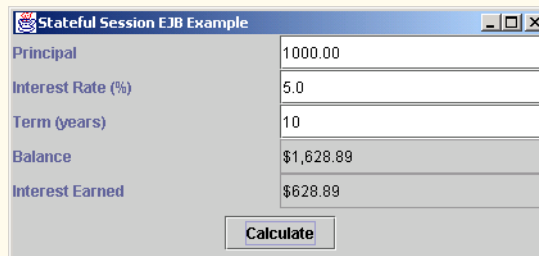 Stateful Session EJB Example
Principal 1000.00
Interest Rate (%) 5.0
Term (years) 10
Balance $1,628.89
Interest Earned $628.89
Calculate